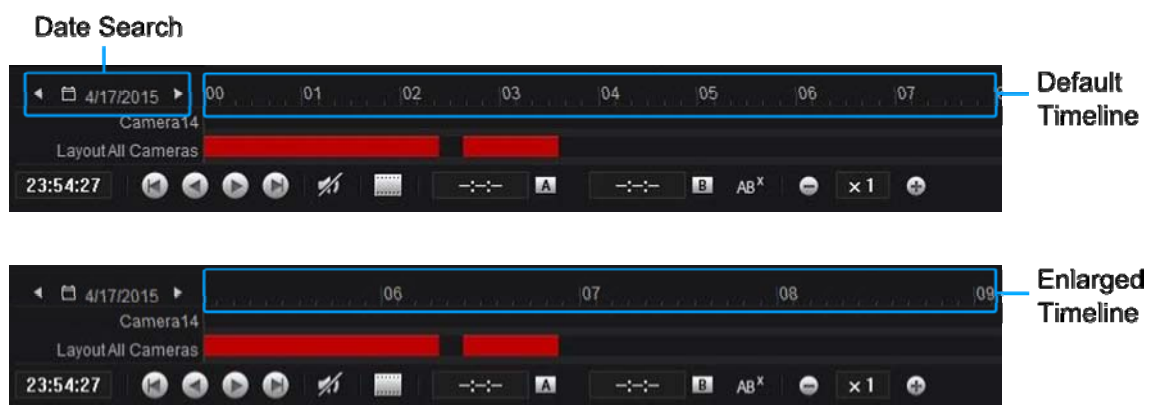 Date Search
4/17/2015 00 01 02 03 04 05 06 07
Default
Timeline
Camera14
Layout All Cameras
23:54:27 --:--:-- A --:--:-- B ABX ×1
4/17/2015 06 07 08 09
Enlarged
Timeline
Camera14
Layout All Cameras
23:54:27 --:--:-- A --:--:-- B ABX ×1